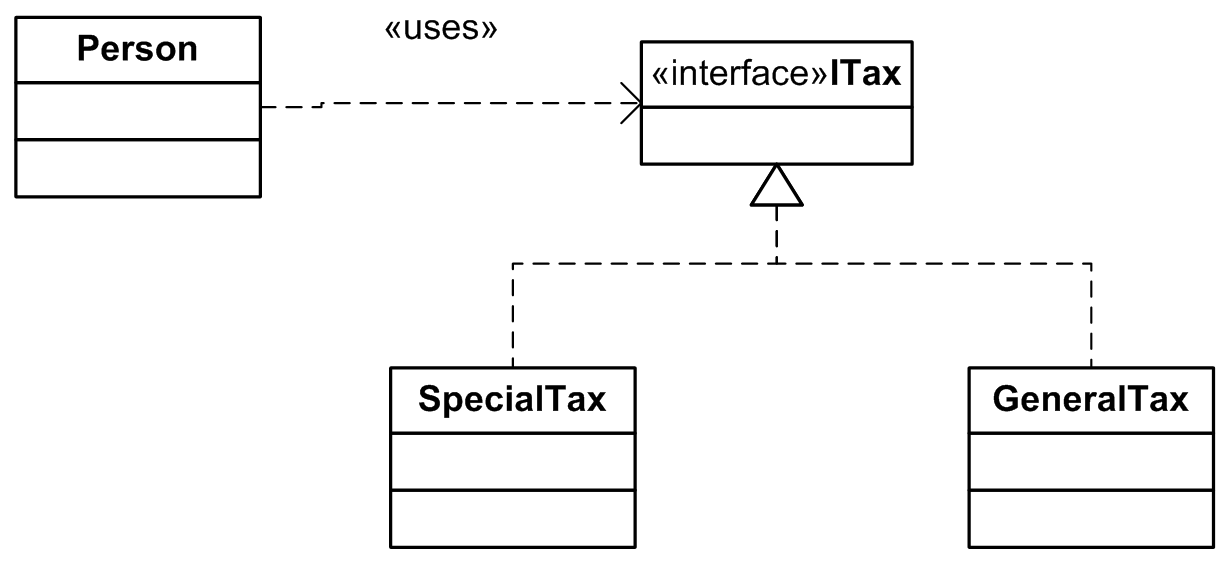 Person
«uses»
«interface»ITax
SpecialTax
GeneralTax